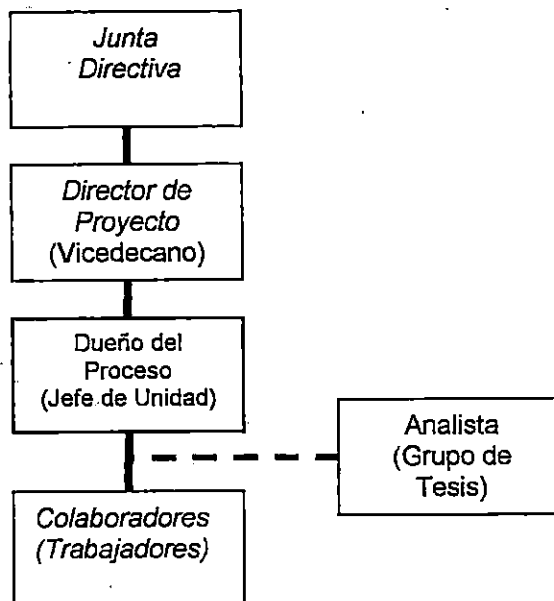 Junta
Directiva
Director de
Proyecto
(Vicedecano)
Dueño del
Proceso
(Jefe de Unidad)
Analista
(Grupo de
Tesis)
Colaboradores
(Trabajadores)